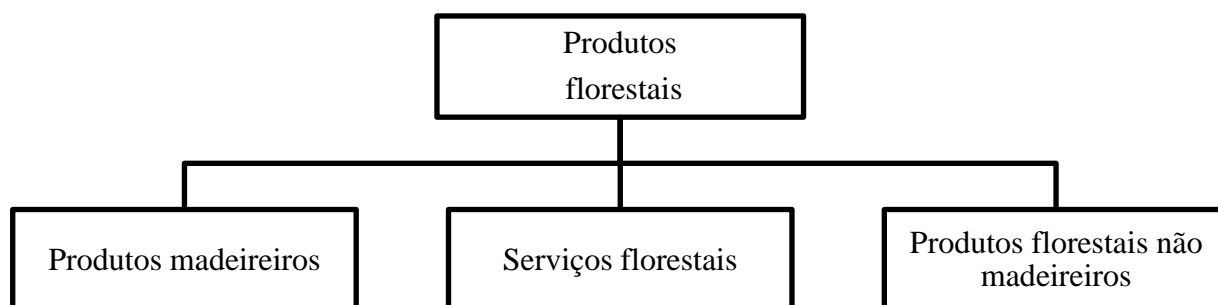 Produtos
florestais
Produtos madeireiros
Serviços florestais
Produtos florestais não
madeireiros